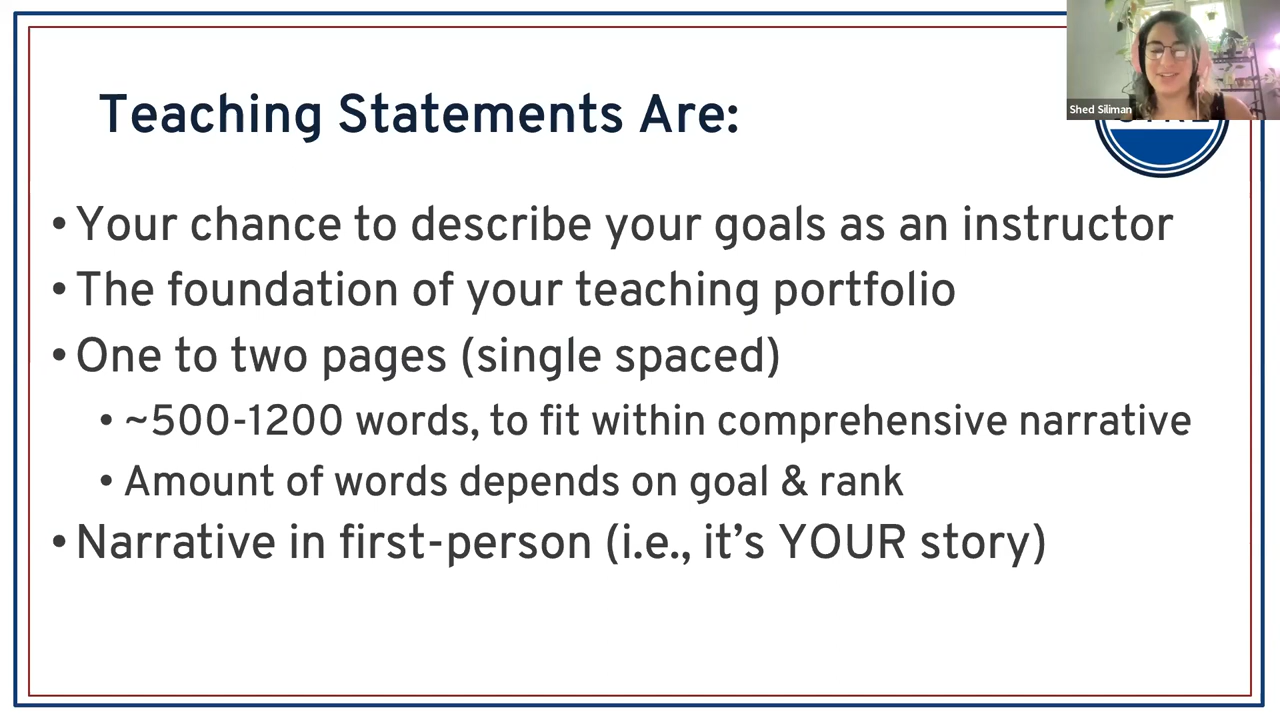 Teaching Statements Are:
Shed Siliman
• Your chance to describe your goals as an instructor
• The foundation of your teaching portfolio
• One to two pages (single spaced)
• ~500-1200 words, to fit within comprehensive narrative
• Amount of words depends on goal & rank
• Narrative in first-person (i.e., it’s YOUR story)